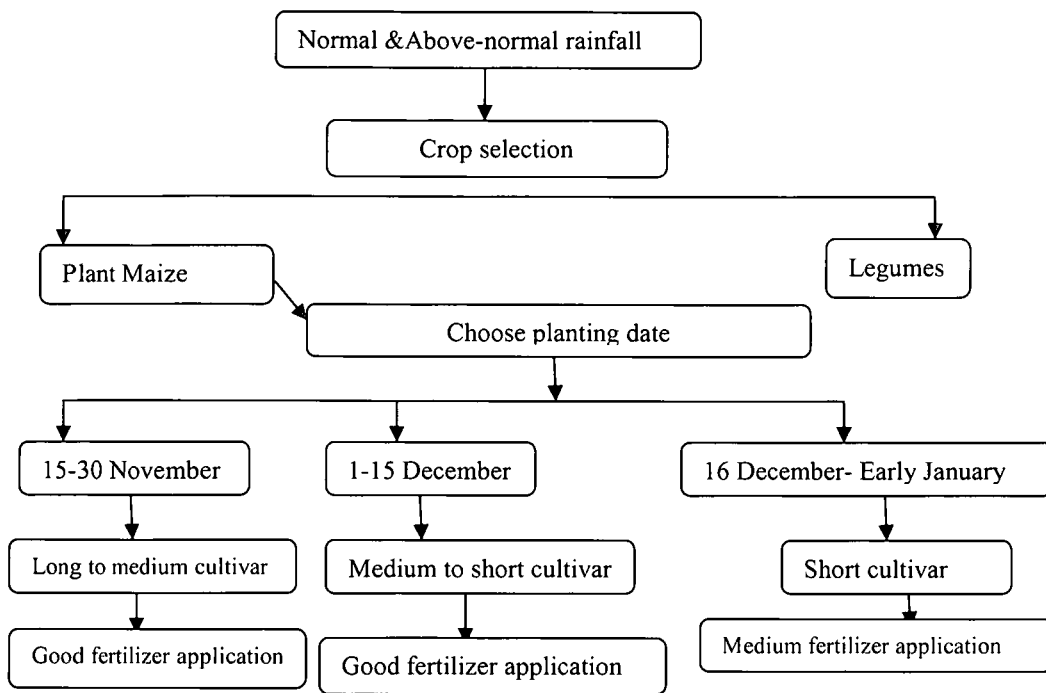 Normal &Above-normal rainfall
Crop selection
Plant Maize
Legumes
Choose planting date
15-30 November
1-15 December
16 December- Early January
Long to medium cultivar
Medium to short cultivar
Short cultivar
Good fertilizer application
Good fertilizer application
Medium fertilizer application